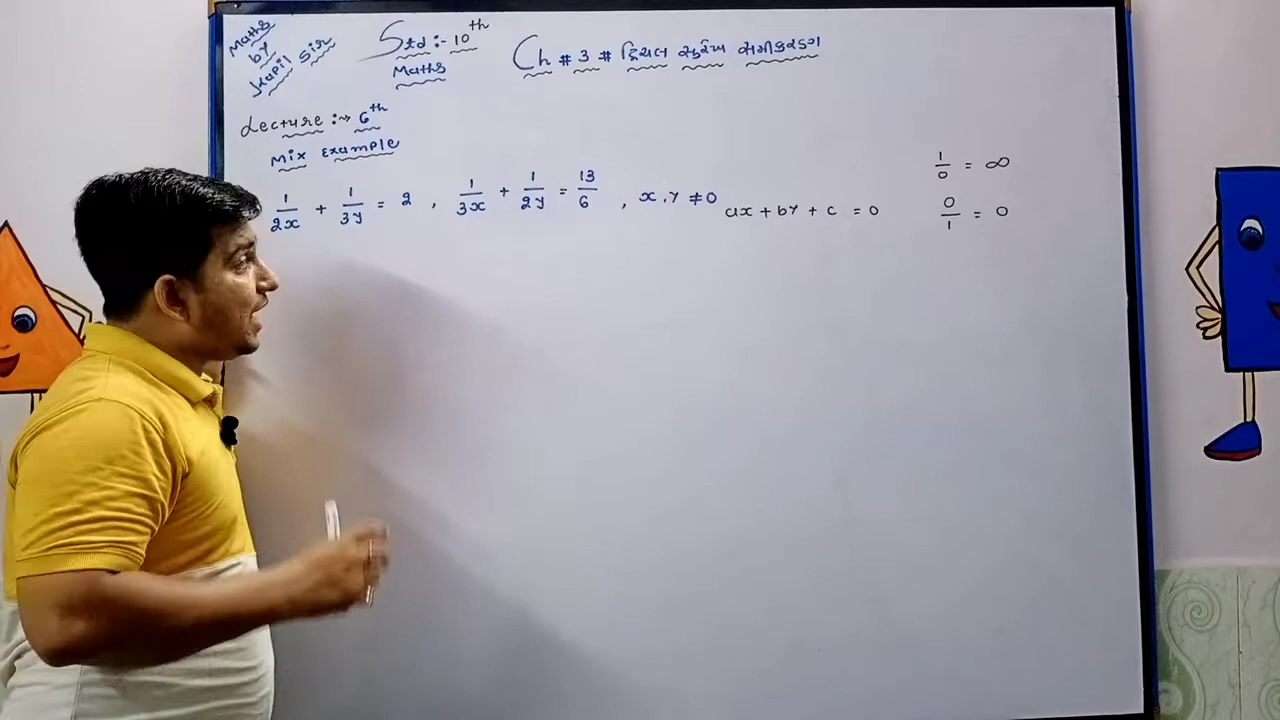 Maths
by
Kapil Sir
Std :- 10th
Maths
Ch # 3 # દ્વિચલ સુરેખ સમીકરણ
Lecture :→ 6th
Mix Example
1/2x + 1/3y = 2 , 1/3x + 1/2y = 13/6 , x, y ≠ 0
ax + by + c = 0
1/0 = ∞
0/1 = 0